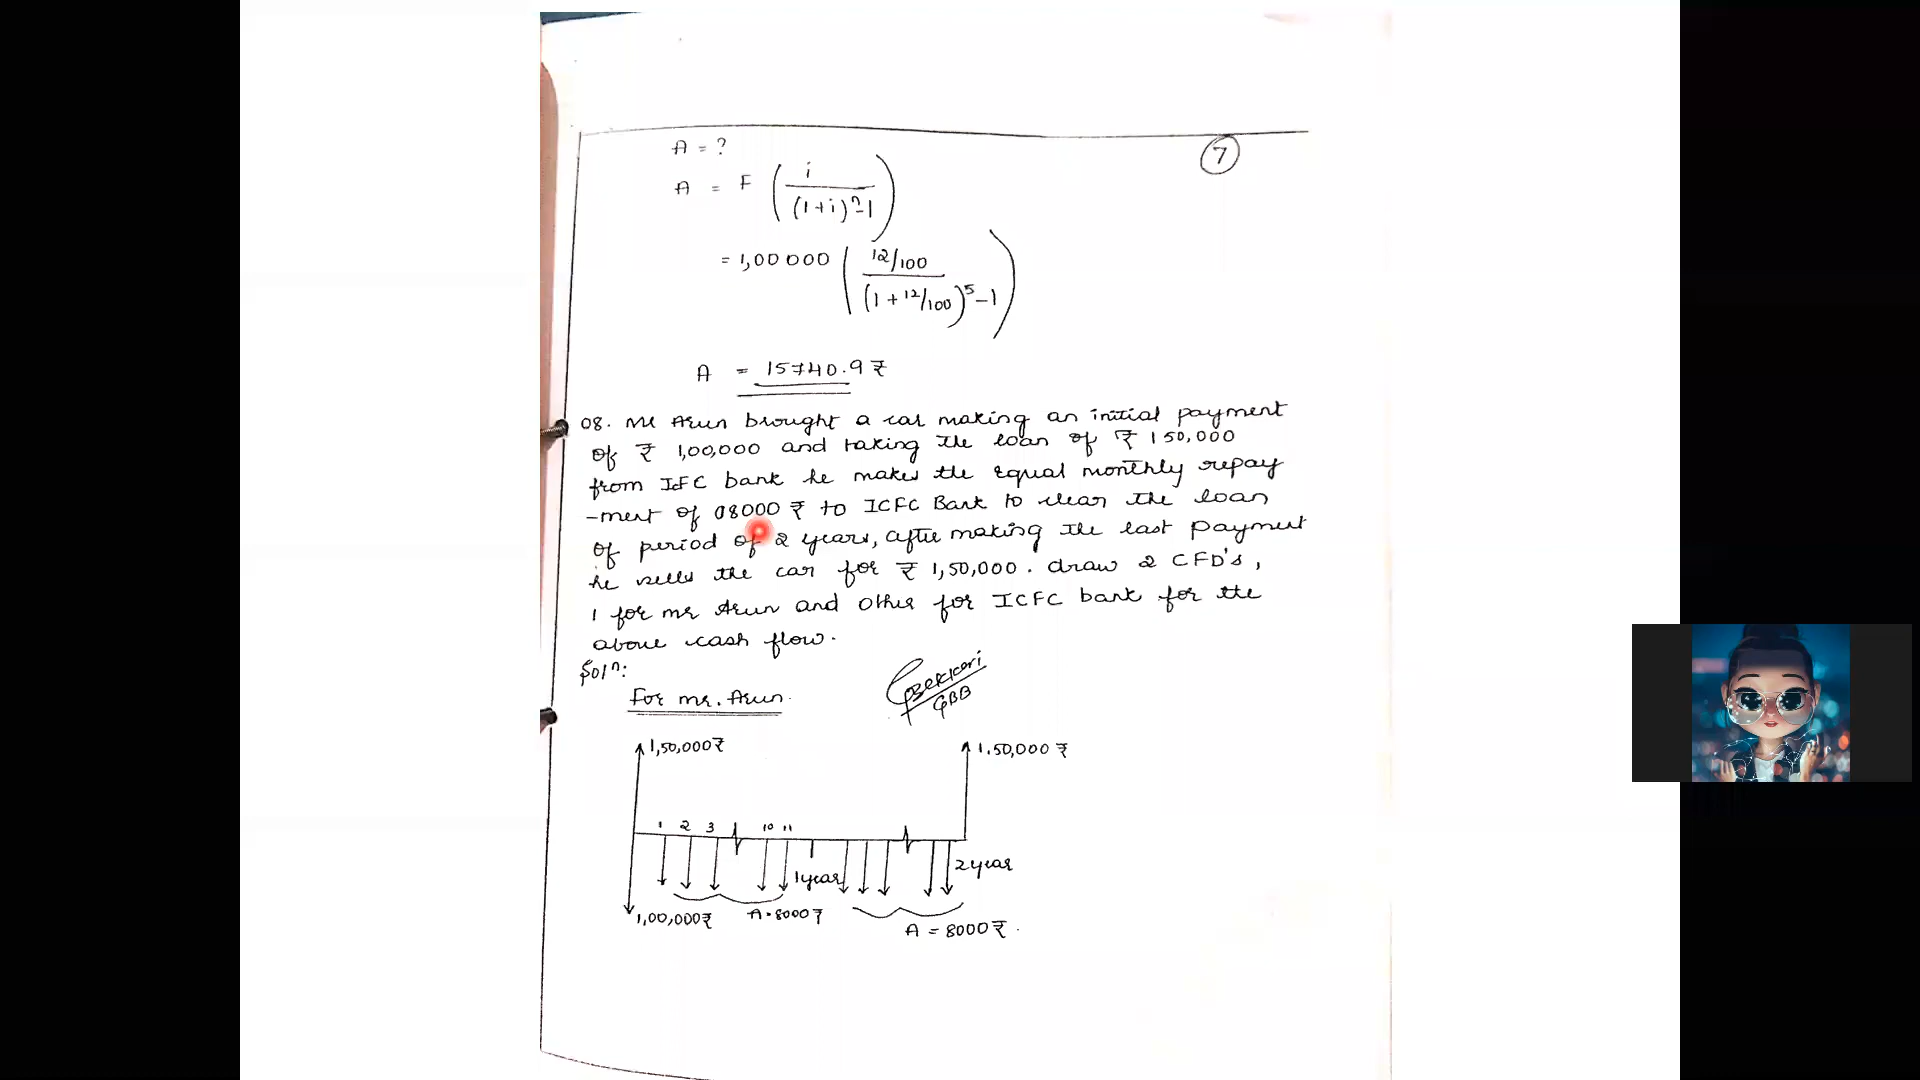 A = ?
7
A = F ( i / (1+i)^n-1 )
= 1,00000 ( 12/100 / (1+12/100)^5-1 )
A = 15740.9 ₹
08. Mr Arun brought a car making an initial payment
of ₹ 1,00,000 and taking the loan of ₹ 150,000
from IFC bank he makes the equal monthly repay
-ment of 08000 ₹ to ICFC Bank to clear the loan
of period of 2 years, after making the last payment
he sells the car for ₹ 1,50,000. draw 2 CFD's,
1 for mr Arun and other for ICFC bank for the
above cash flow.
Soln:
For mr. Arun.
GBB
1,50,000₹
1.50,000 ₹
1 2 3 10 11
1year
2year
1,00,000₹
A=8000₹
A = 8000₹.